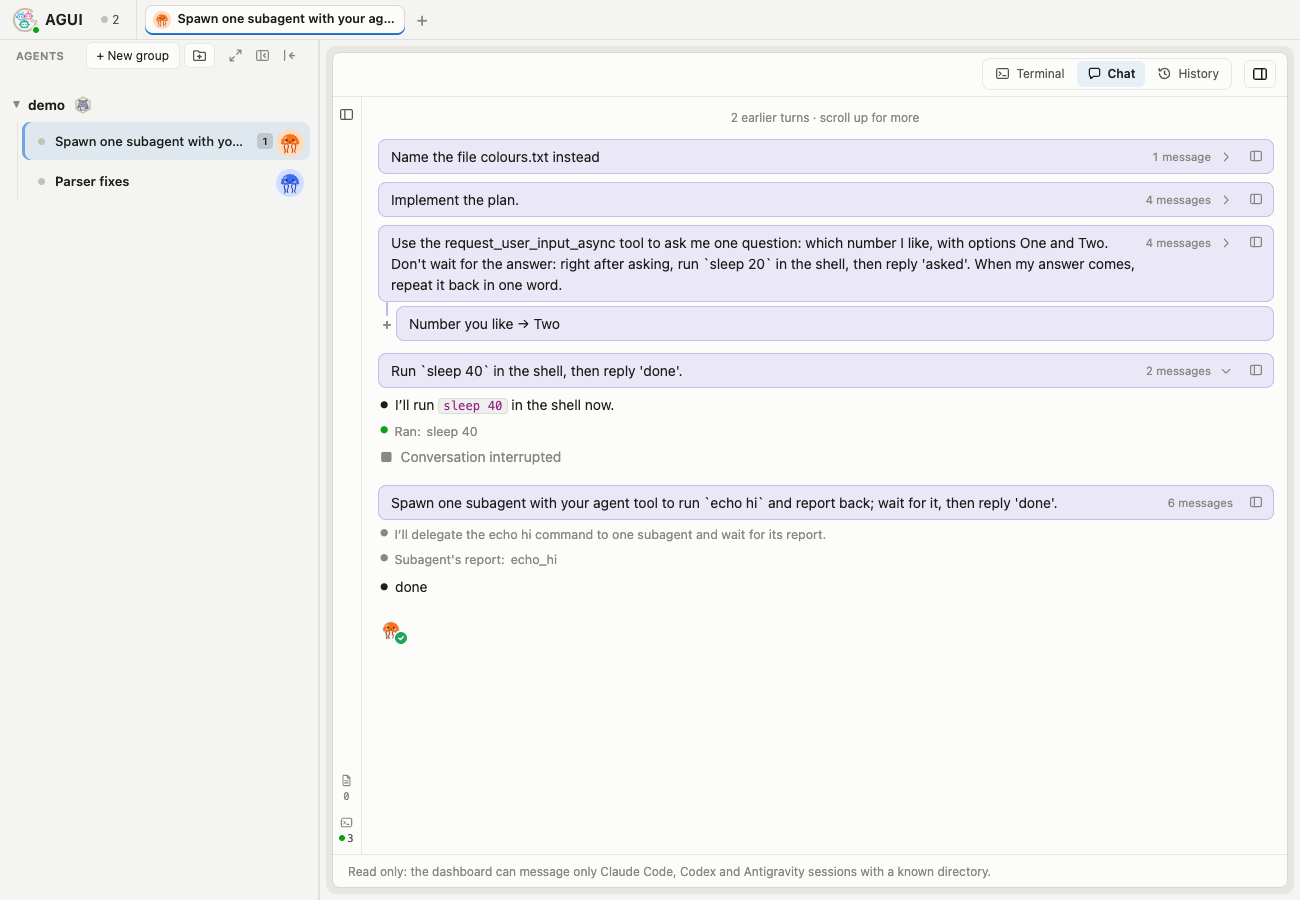 AGUI
2
Spawn one subagent with your ag...
+
AGENTS
+ New group
Terminal
Chat
History
demo
Spawn one subagent with yo...
1
Parser fixes
2 earlier turns · scroll up for more
Name the file colours.txt instead
1 message
Implement the plan.
4 messages
Use the request_user_input_async tool to ask me one question: which number I like, with options One and Two.
4 messages
Don't wait for the answer: right after asking, run `sleep 20` in the shell, then reply 'asked'. When my answer comes,
repeat it back in one word.
+ Number you like → Two
Run `sleep 40` in the shell, then reply 'done'.
2 messages
I’ll run sleep 40 in the shell now.
Ran: sleep 40
Conversation interrupted
Spawn one subagent with your agent tool to run `echo hi` and report back; wait for it, then reply 'done'.
6 messages
I’ll delegate the echo hi command to one subagent and wait for its report.
Subagent's report: echo_hi
done
0
3
Read only: the dashboard can message only Claude Code, Codex and Antigravity sessions with a known directory.